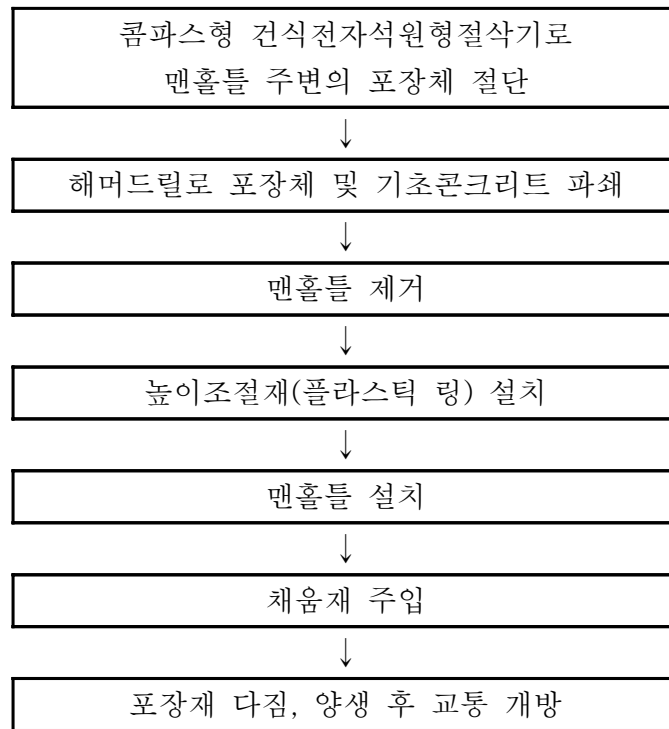 콤파스형 건식전자석원형절삭기로
맨홀틀 주변의 포장체 절단
↓
해머드릴로 포장체 및 기초콘크리트 파쇄
↓
맨홀틀 제거
↓
높이조절재(플라스틱 링) 설치
↓
맨홀틀 설치
↓
채움재 주입
↓
포장재 다짐, 양생 후 교통 개방